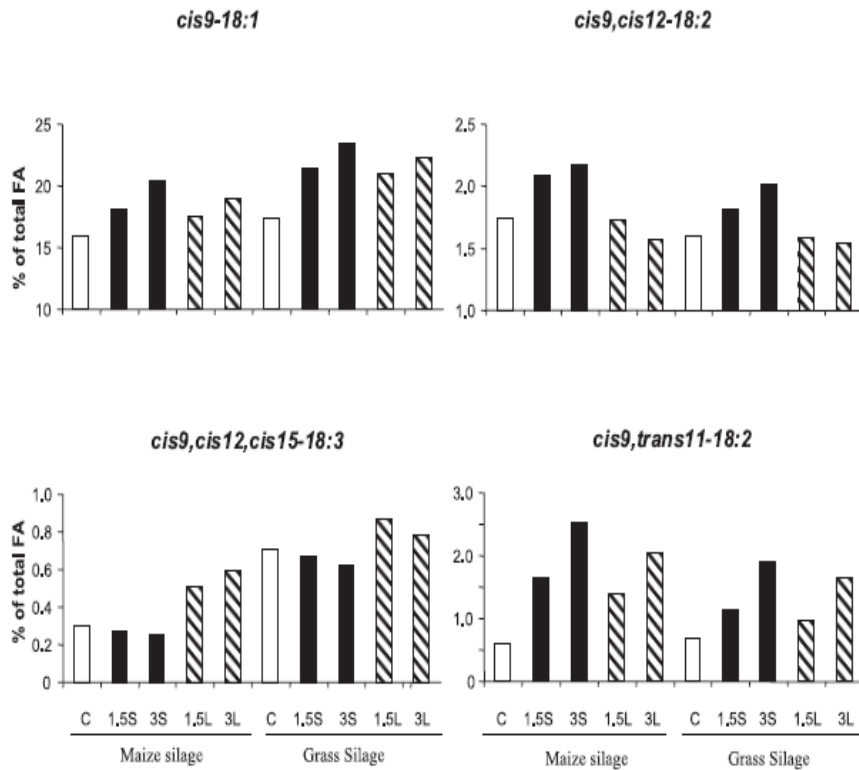 cis9-18:1
cis9,cis12-18:2
% of total FA
25
20
15
10
2.5
2.0
1.5
1.0
cis9,cis12,cis15-18:3
cis9,trans11-18:2
% of total FA
1.0
0.8
0.6
0.4
0.2
0
3.0
2.0
1.0
0
C 1.5S 3S 1.5L 3L C 1.5S 3S 1.5L 3L
Maize silage Grass Silage
C 1.5S 3S 1.5L 3L C 1.5S 3S 1.5L 3L
Maize silage Grass Silage